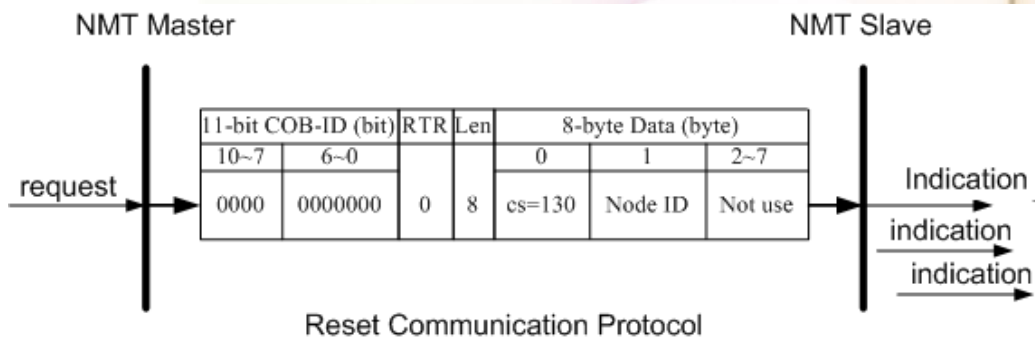 NMT Master NMT Slave
11-bit COB-ID (bit) RTR Len 8-byte Data (byte)
10~7 6~0 0 1 2~7
request 0000 0000000 0 8 cs=130 Node ID Not use Indication
indication
indication
Reset Communication Protocol